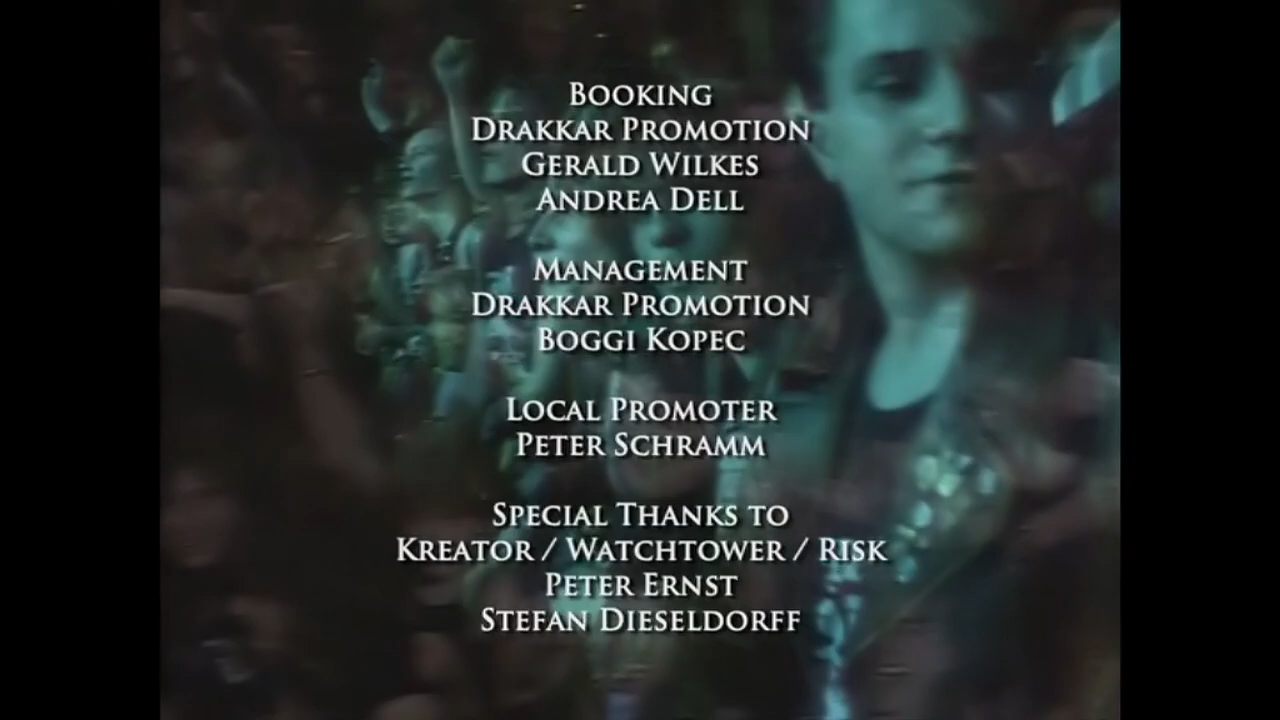 BOOKING
DRAKKAR PROMOTION
GERALD WILKES
ANDREA DELL
MANAGEMENT
DRAKKAR PROMOTION
BOGGI KOPEC
LOCAL PROMOTER
PETER SCHRAMM
SPECIAL THANKS TO
KREATOR / WATCHTOWER / RISK
PETER ERNST
STEFAN DIESELDORFF